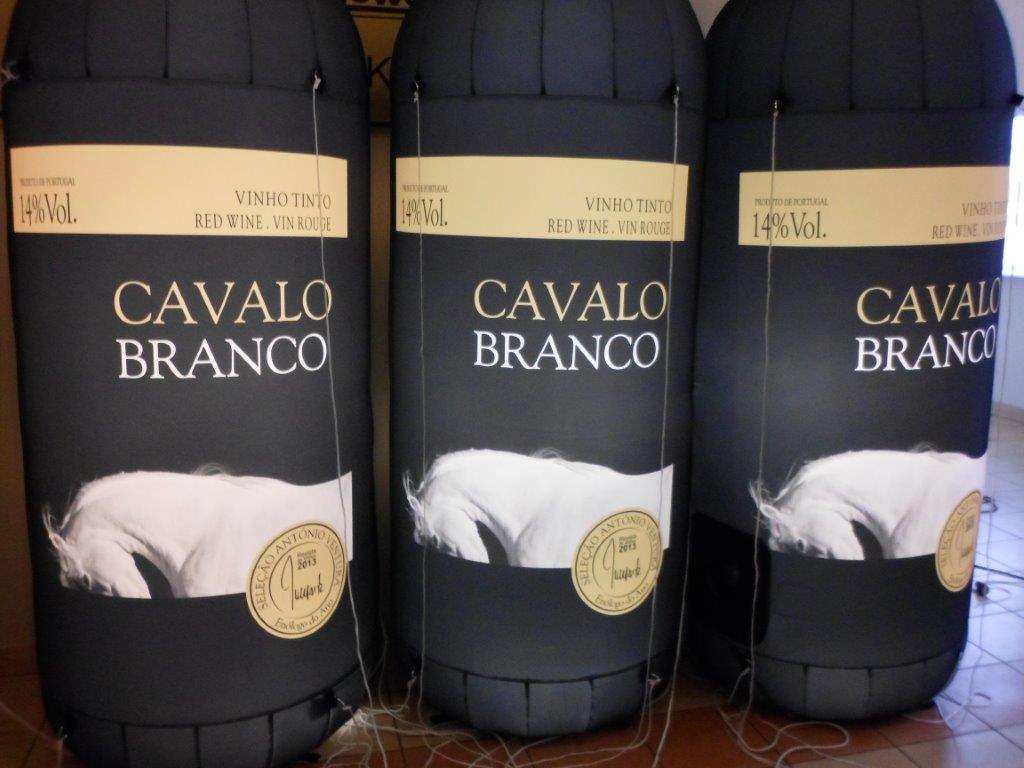 PRODUTO DE PORTUGAL
14%Vol.
VINHO TINTO
RED WINE . VIN ROUGE
CAVALO
BRANCO
SELEÇÃO ANTÓNIO VENTURA
2013
Enólogo do Ano
PRODUTO DE PORTUGAL
14%Vol.
VINHO TINTO
RED WINE . VIN ROUGE
CAVALO
BRANCO
SELEÇÃO ANTÓNIO VENTURA
2013
Enólogo do Ano
PRODUTO DE PORTUGAL
14%Vol.
VINHO TINT
RED WINE . VIN ROUG
CAVALO
BRANCO